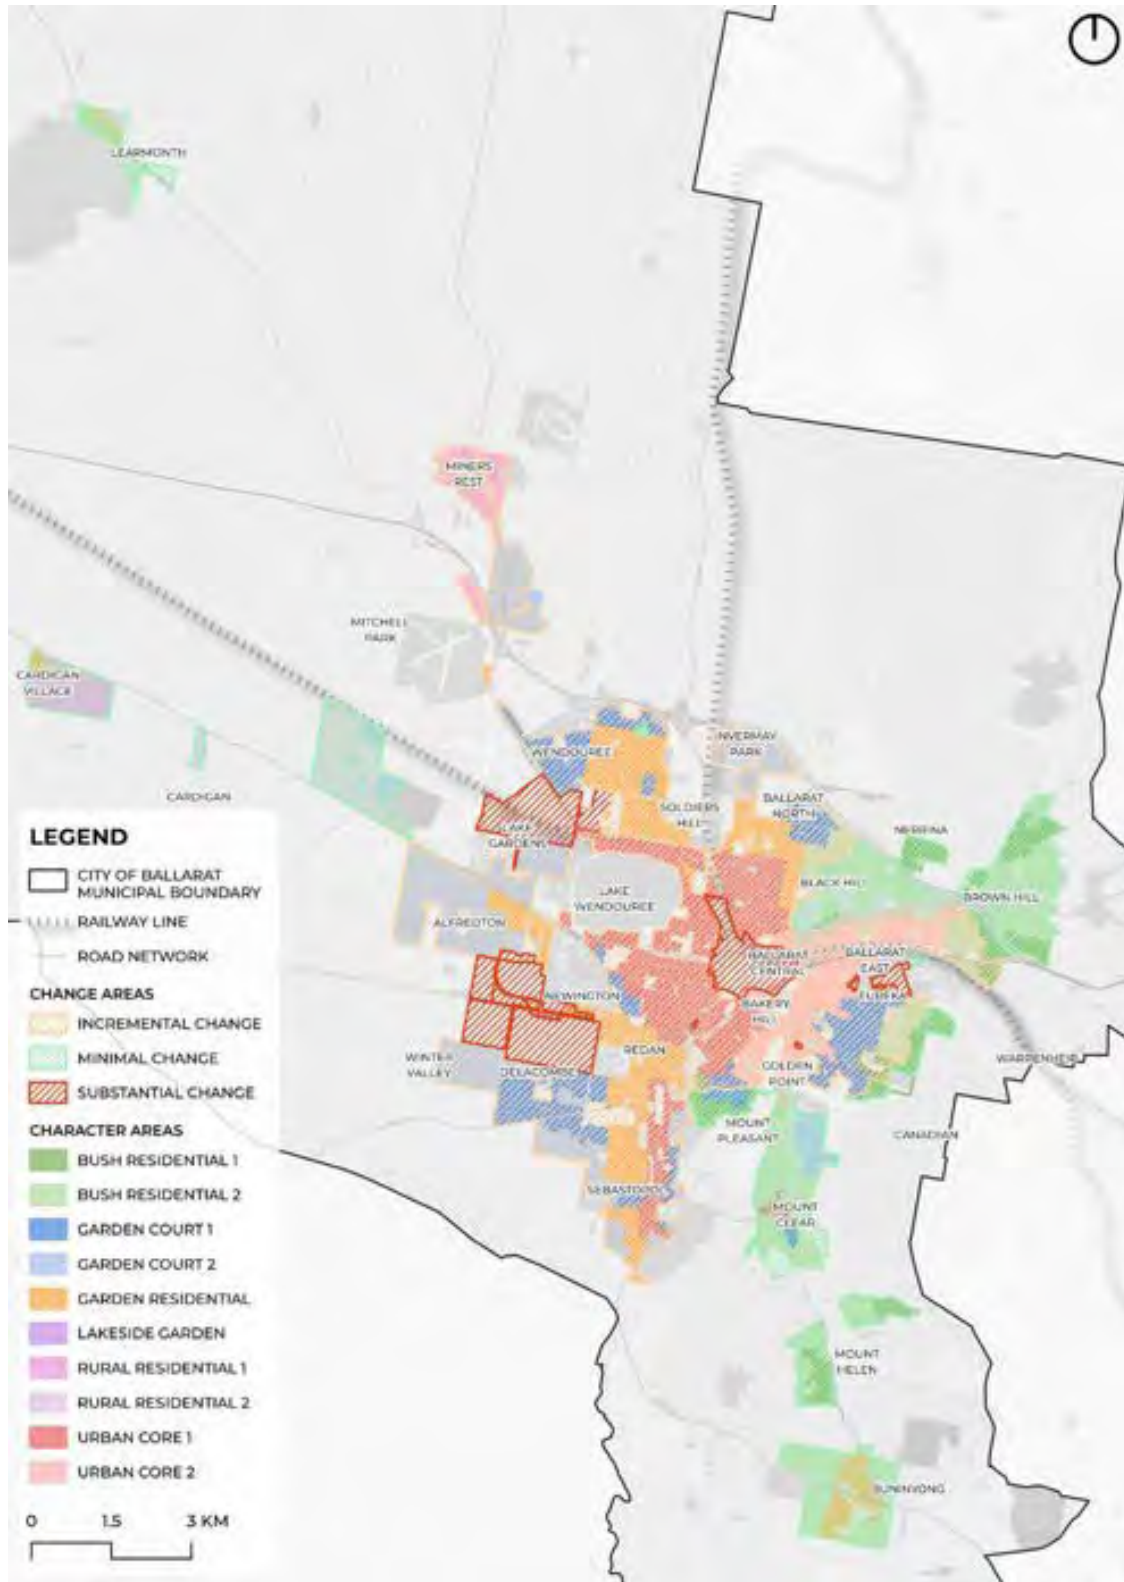 LEARMONTH
MINERS
REST
MITCHELL
PARK
CARDIGAN
VILLAGE
CARDIGAN
WENDOUREE
INVERMAY
PARK
SOLDIERS
HILL
BALLARAT
NORTH
NERRINA
LAKE
GARDENS
LAKE
WENDOUREE
BLACK HILL
BROWN HILL
ALFREDTON
BALLARAT
CENTRAL
BALLARAT
EAST
EUREKA
NEWINGTON
BAKERY
HILL
REDAN
WINTER
VALLEY
DELACOMBE
GOLDEN
POINT
WARRENHEIP
MOUNT
PLEASANT
CANADIAN
SEBASTOPOL
MOUNT
CLEAR
MOUNT
HELEN
BUNINYONG
LEGEND
CITY OF BALLARAT
MUNICIPAL BOUNDARY
RAILWAY LINE
ROAD NETWORK
CHANGE AREAS
INCREMENTAL CHANGE
MINIMAL CHANGE
SUBSTANTIAL CHANGE
CHARACTER AREAS
BUSH RESIDENTIAL 1
BUSH RESIDENTIAL 2
GARDEN COURT 1
GARDEN COURT 2
GARDEN RESIDENTIAL
LAKESIDE GARDEN
RURAL RESIDENTIAL 1
RURAL RESIDENTIAL 2
URBAN CORE 1
URBAN CORE 2
0 1.5 3 KM